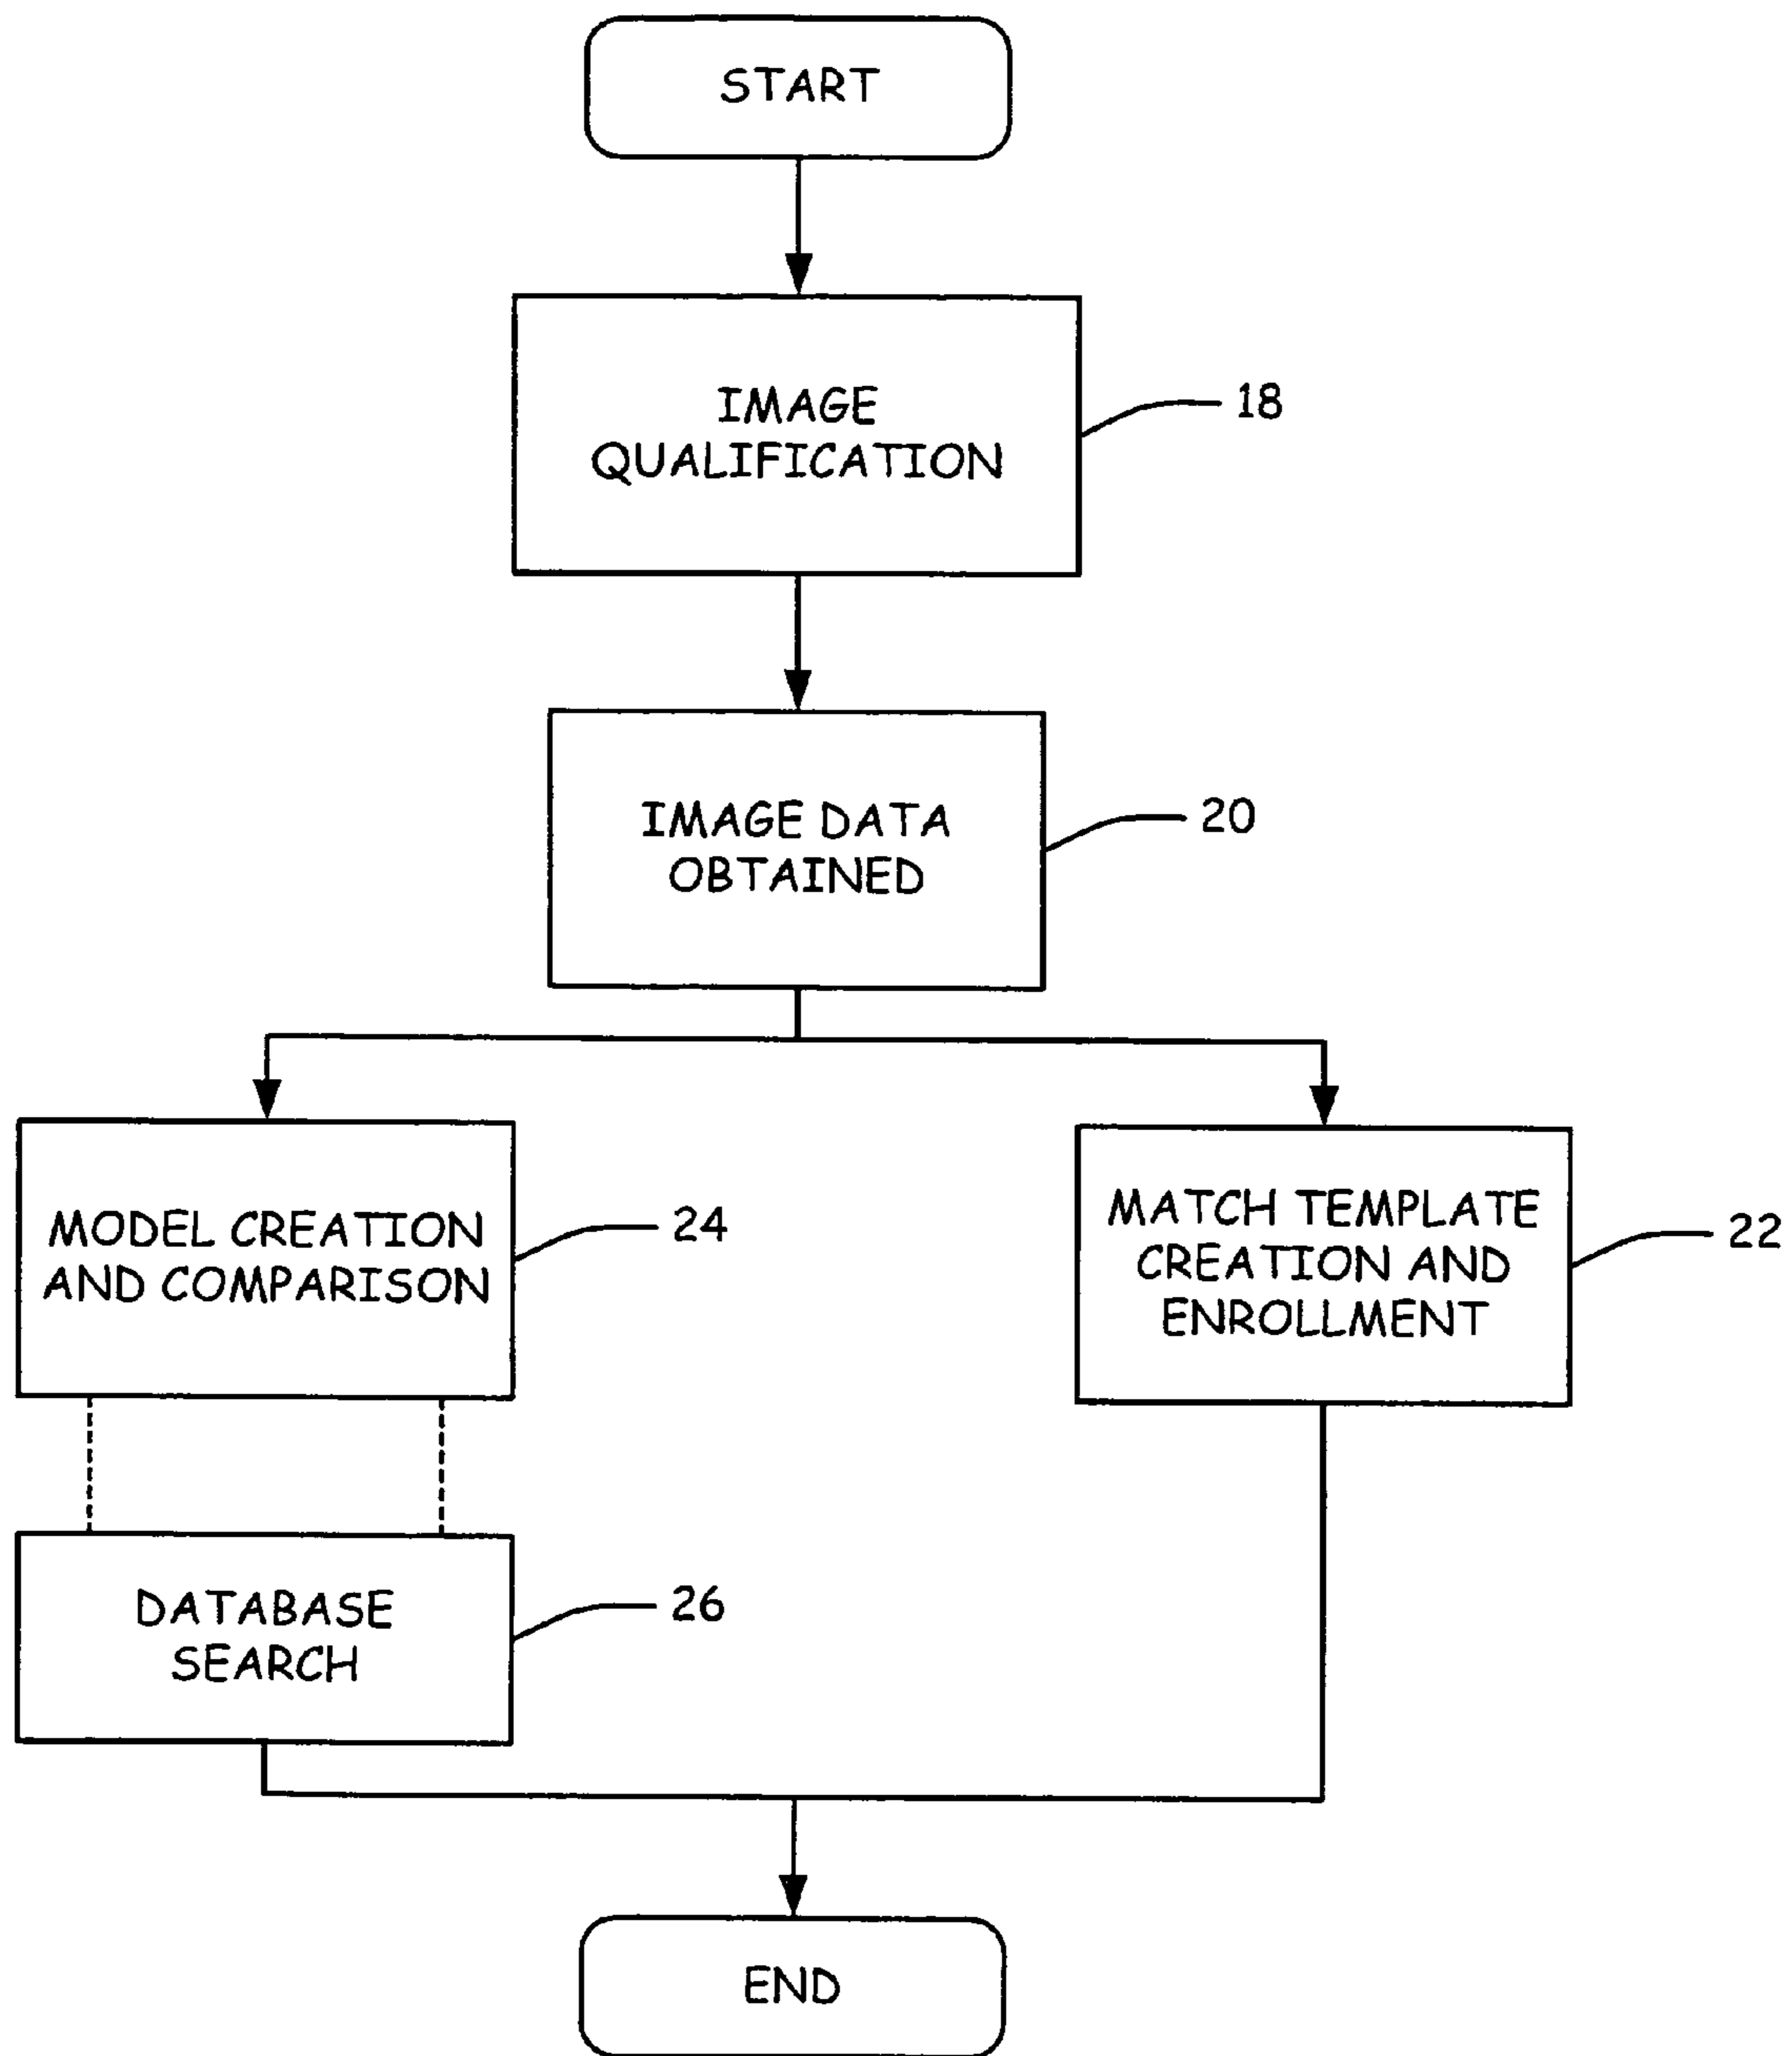 START
IMAGE
QUALIFICATION
18
IMAGE DATA
OBTAINED
20
MODEL CREATION
AND COMPARISON
24
MATCH TEMPLATE
CREATION AND
ENROLLMENT
22
DATABASE
SEARCH
26
END